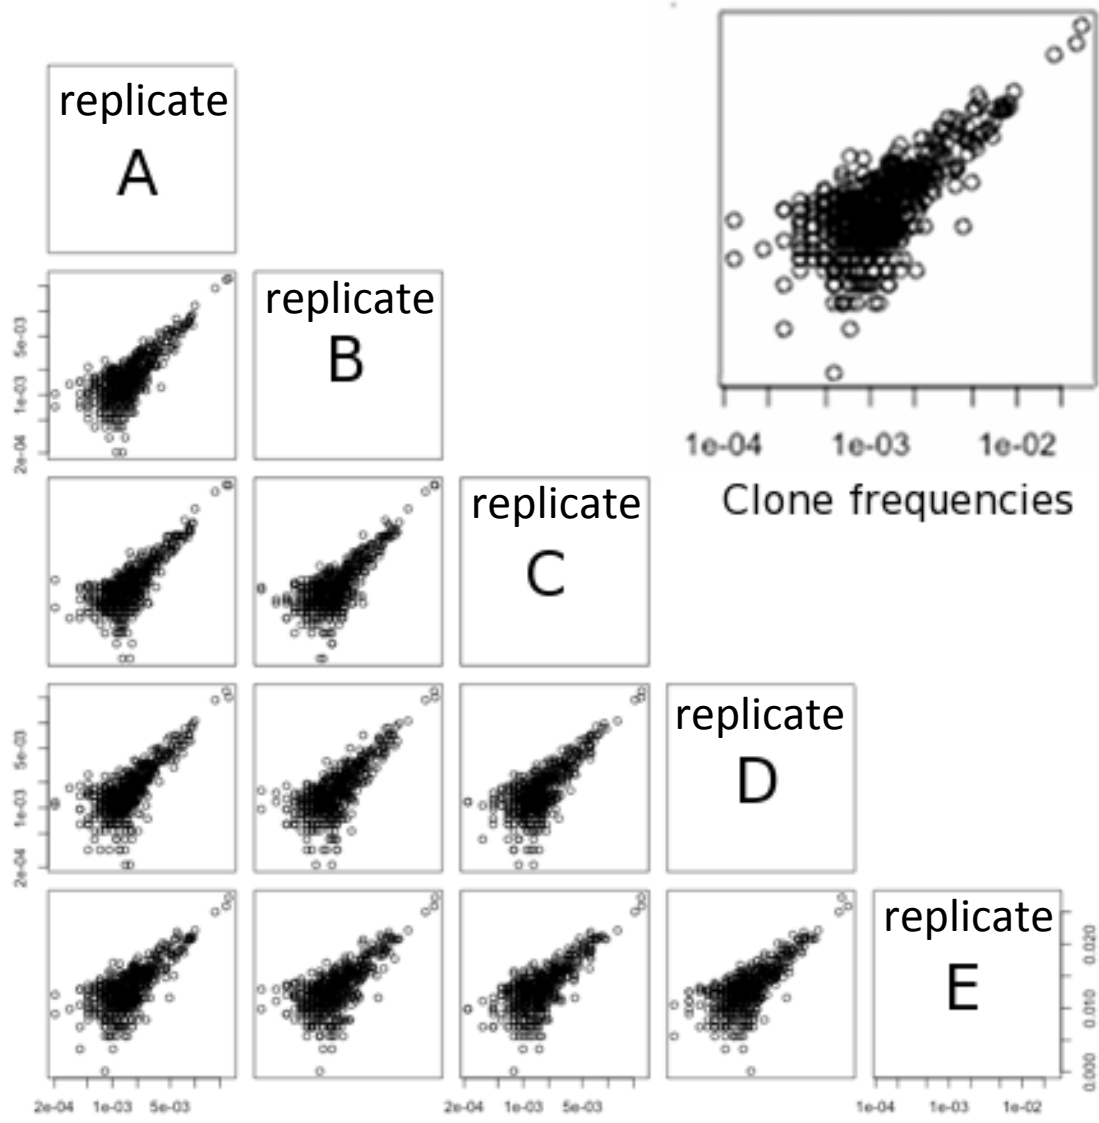 replicate
A
replicate
B
1e-04 1e-03 1e-02
Clone frequencies
2e-04 1e-03 5e-03
replicate
C
replicate
D
2e-04 1e-03 5e-03
replicate
E
0.000 0.010 0.020
2e-04 1e-03 5e-03
2e-04 1e-03 5e-03
1e-04 1e-03 1e-02